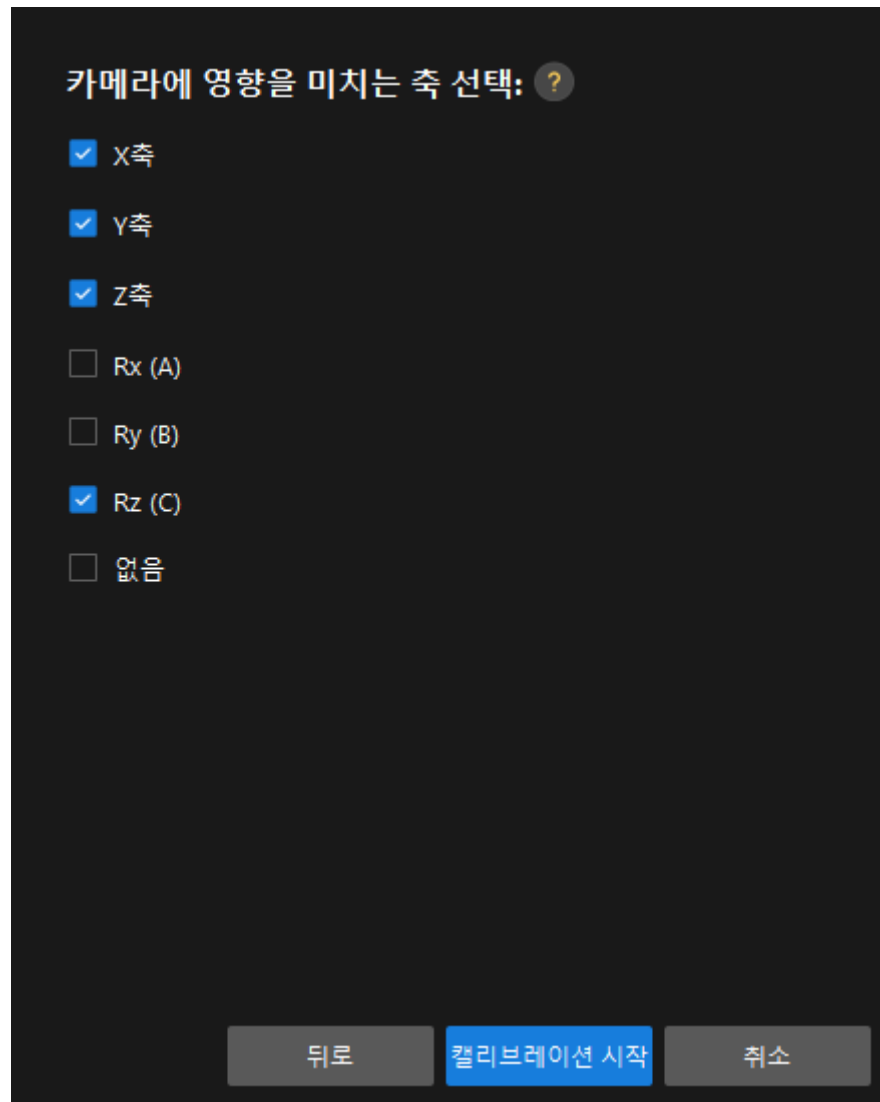 카메라에 영향을 미치는 축 선택: ?
X축
Y축
Z축
Rx (A)
Ry (B)
Rz (C)
없음
뒤로 캘리브레이션 시작 취소